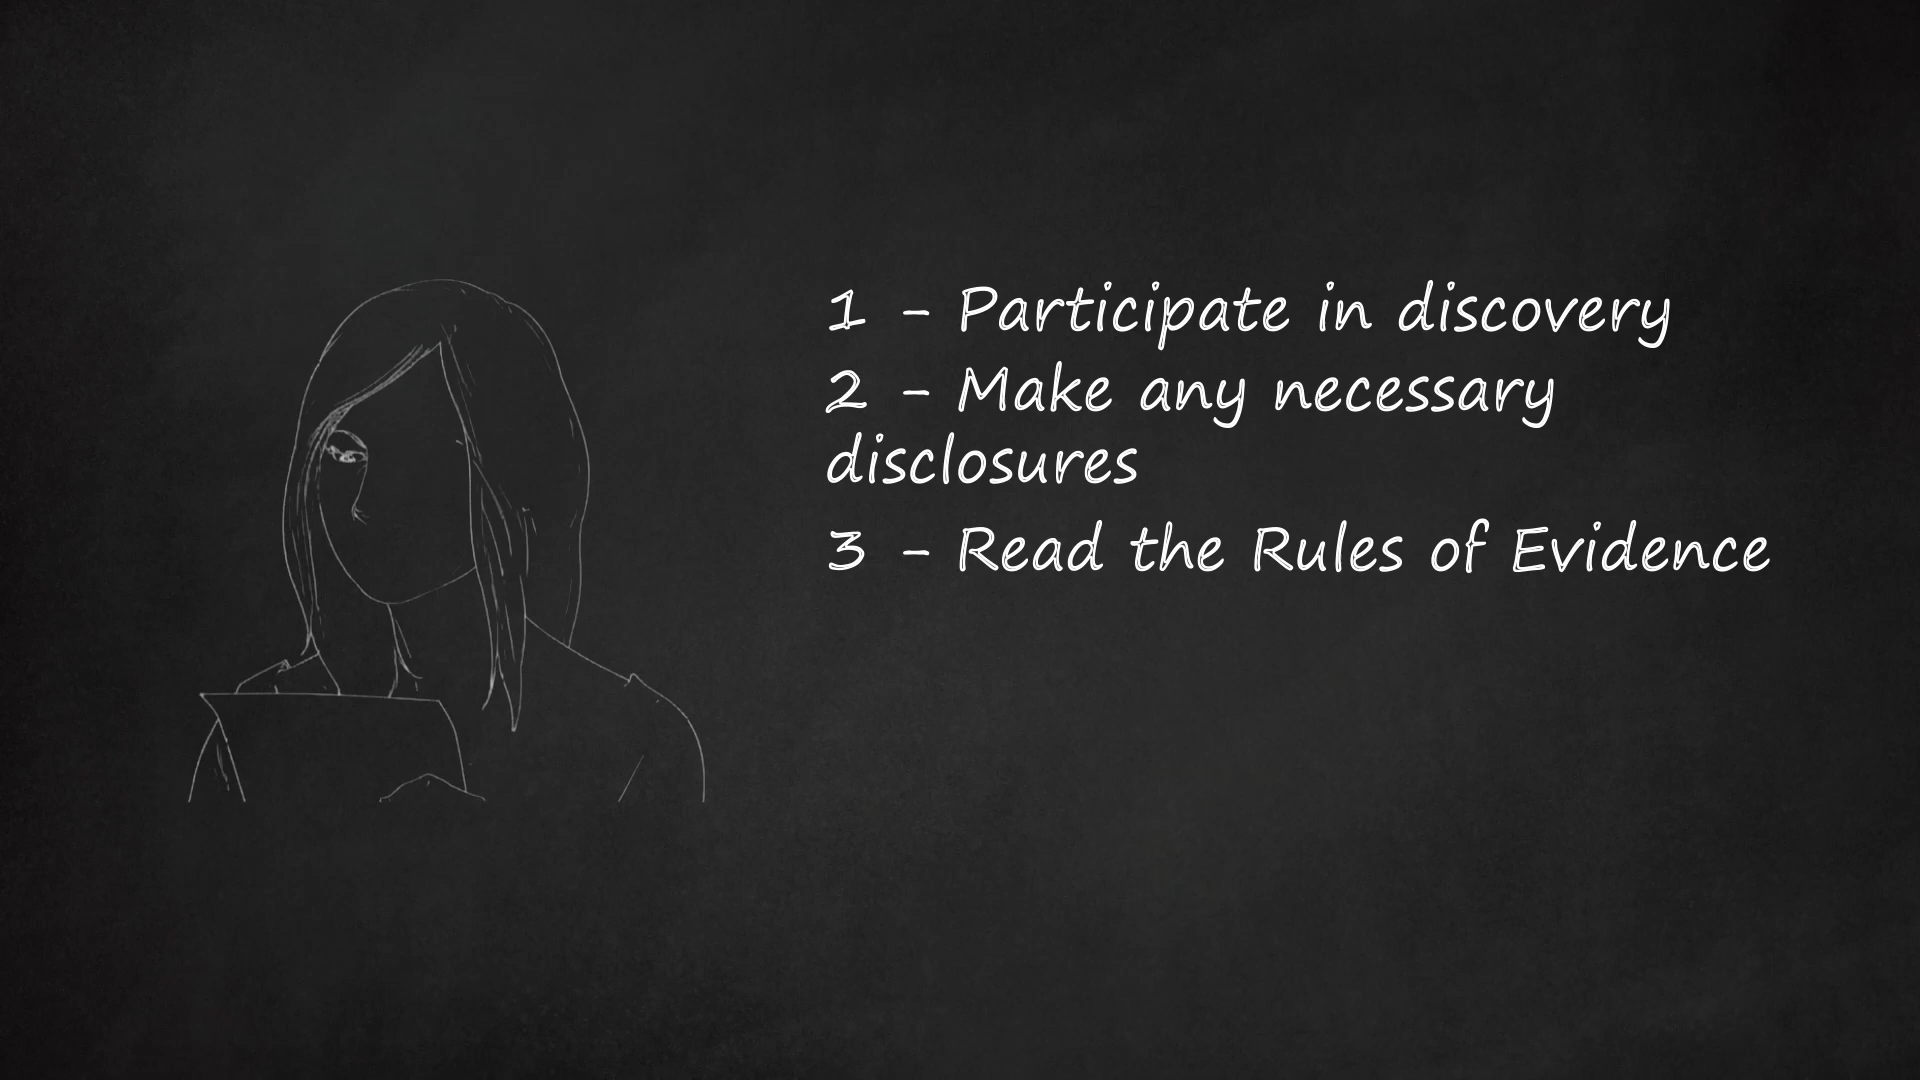 1 - Participate in discovery
2 - Make any necessary
disclosures
3 - Read the Rules of Evidence